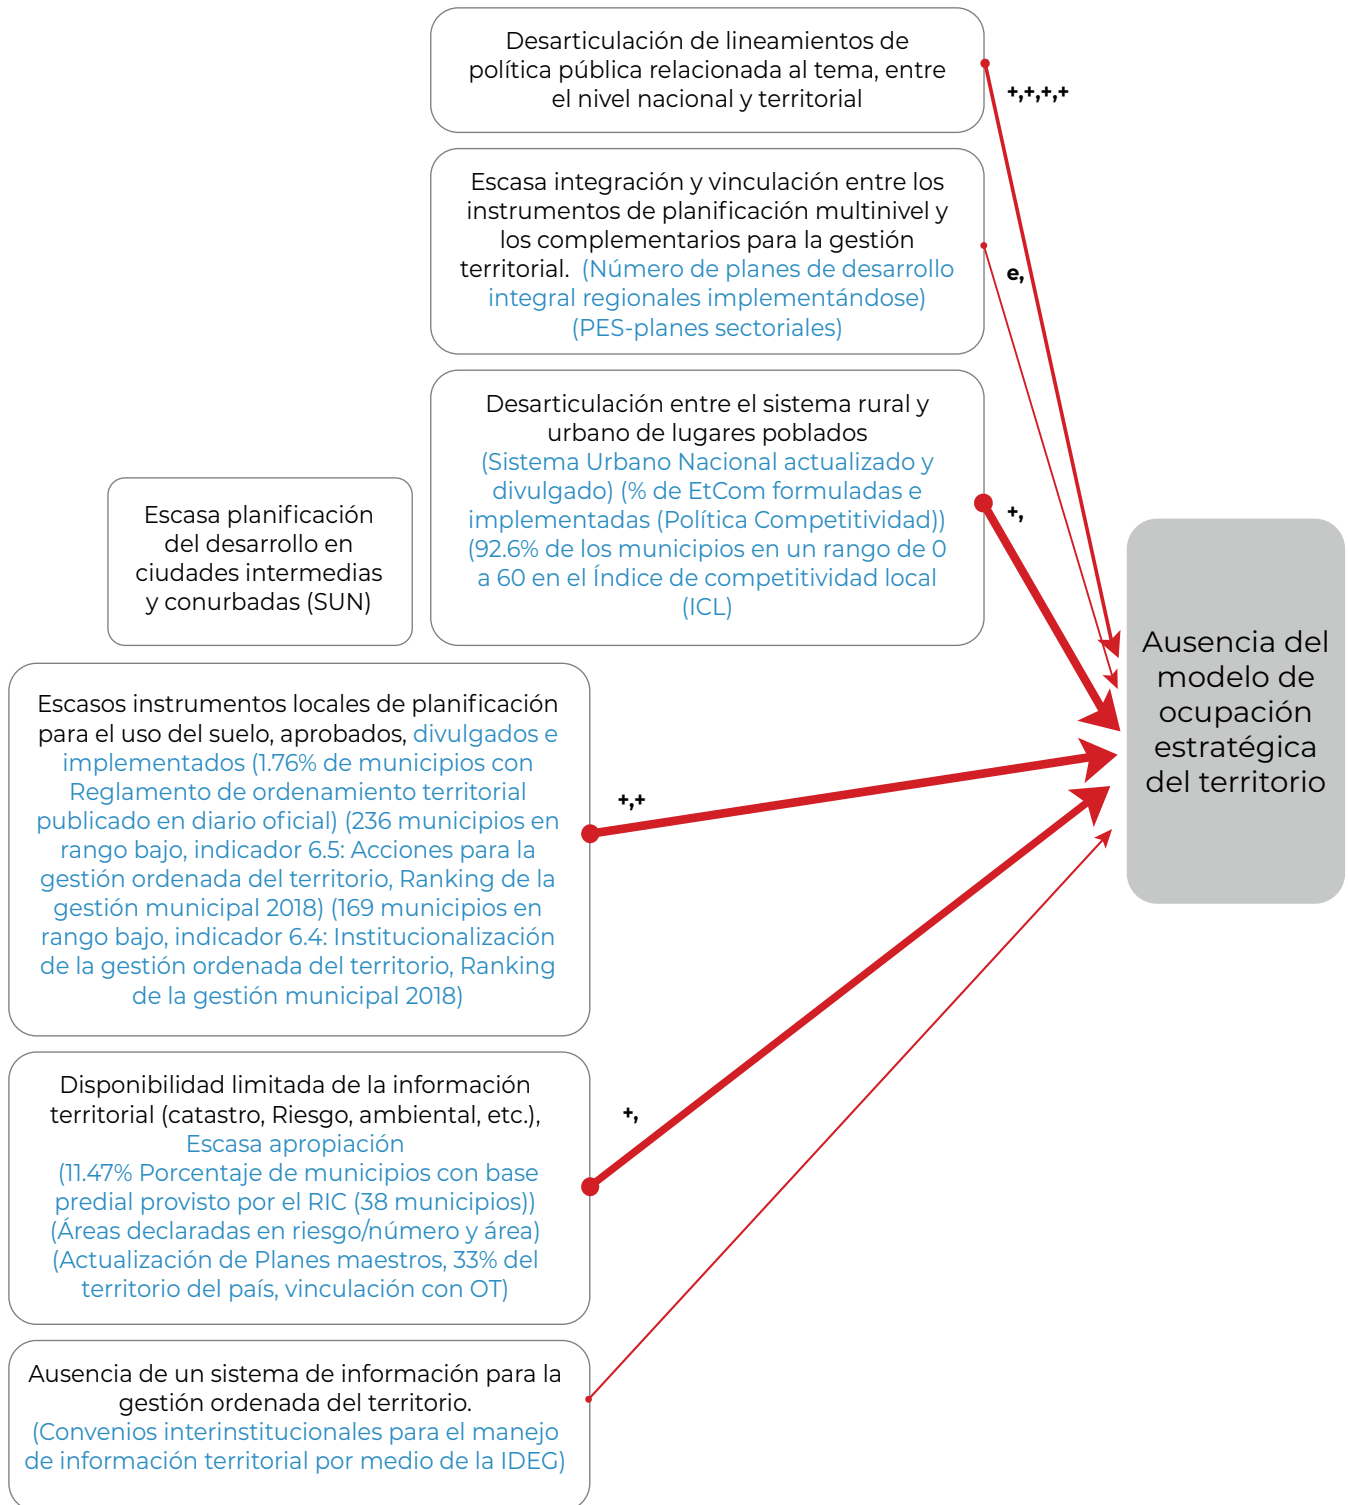 Desarticulación de lineamientos de
política pública relacionada al tema, entre
el nivel nacional y territorial
+,+,+,+
Escasa integración y vinculación entre los
instrumentos de planificación multinivel y
los complementarios para la gestión
territorial. (Número de planes de desarrollo
integral regionales implementándose)
(PES-planes sectoriales)
e,
Desarticulación entre el sistema rural y
urbano de lugares poblados
(Sistema Urbano Nacional actualizado y
divulgado) (% de EtCom formuladas e
implementadas (Política Competitividad))
(92.6% de los municipios en un rango de 0
a 60 en el Índice de competitividad local
(ICL)
+,
Escasa planificación
del desarrollo en
ciudades intermedias
y conurbadas (SUN)
Escasos instrumentos locales de planificación
para el uso del suelo, aprobados, divulgados e
implementados (1.76% de municipios con
Reglamento de ordenamiento territorial
publicado en diario oficial) (236 municipios en
rango bajo, indicador 6.5: Acciones para la
gestión ordenada del territorio, Ranking de la
gestión municipal 2018) (169 municipios en
rango bajo, indicador 6.4: Institucionalización
de la gestión ordenada del territorio, Ranking
de la gestión municipal 2018)
+,+
Disponibilidad limitada de la información
territorial (catastro, Riesgo, ambiental, etc.),
Escasa apropiación
(11.47% Porcentaje de municipios con base
predial provisto por el RIC (38 municipios))
(Áreas declaradas en riesgo/número y área)
(Actualización de Planes maestros, 33% del
territorio del país, vinculación con OT)
+,
Ausencia de un sistema de información para la
gestión ordenada del territorio.
(Convenios interinstitucionales para el manejo
de información territorial por medio de la IDEG)
Ausencia del
modelo de
ocupación
estratégica
del territorio